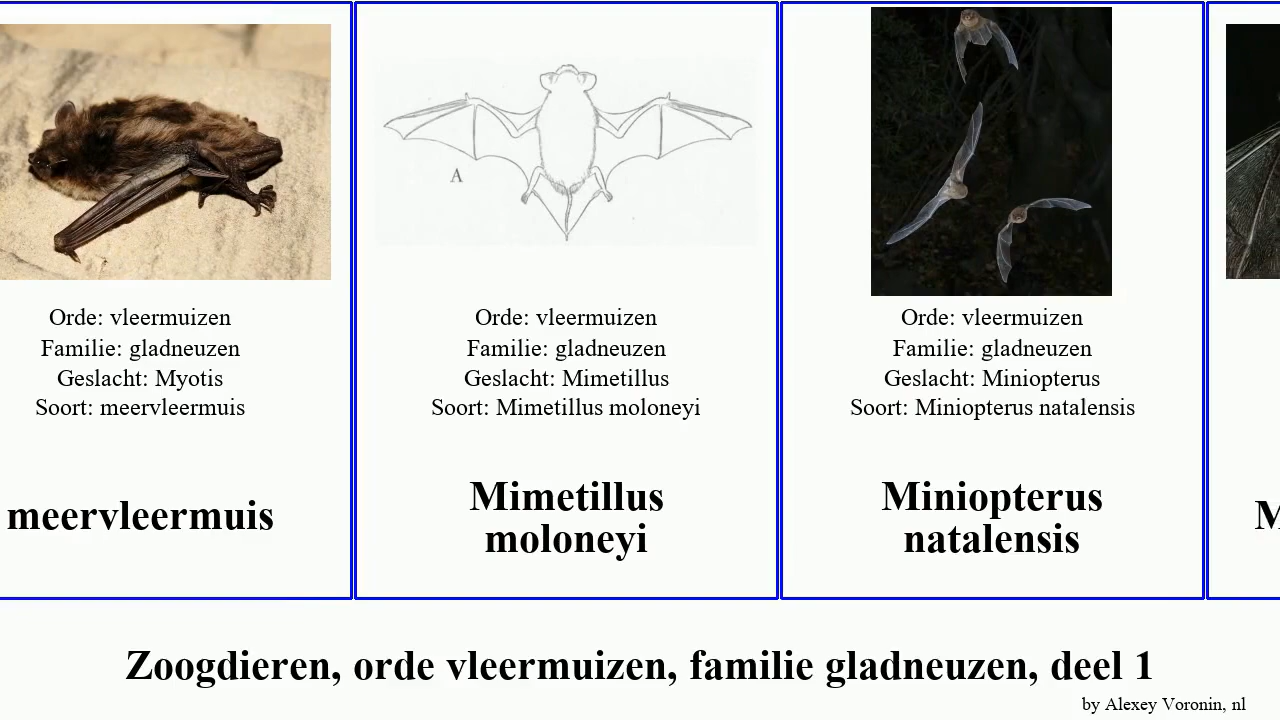 A
Orde: vleermuizen
Familie: gladneuzen
Geslacht: Myotis
Soort: meervleermuis
meervleermuis
Orde: vleermuizen
Familie: gladneuzen
Geslacht: Mimetillus
Soort: Mimetillus moloneyi
Mimetillus
moloneyi
Orde: vleermuizen
Familie: gladneuzen
Geslacht: Miniopterus
Soort: Miniopterus natalensis
Miniopterus
natalensis
Zoogdieren, orde vleermuizen, familie gladneuzen, deel 1
by Alexey Voronin, nl